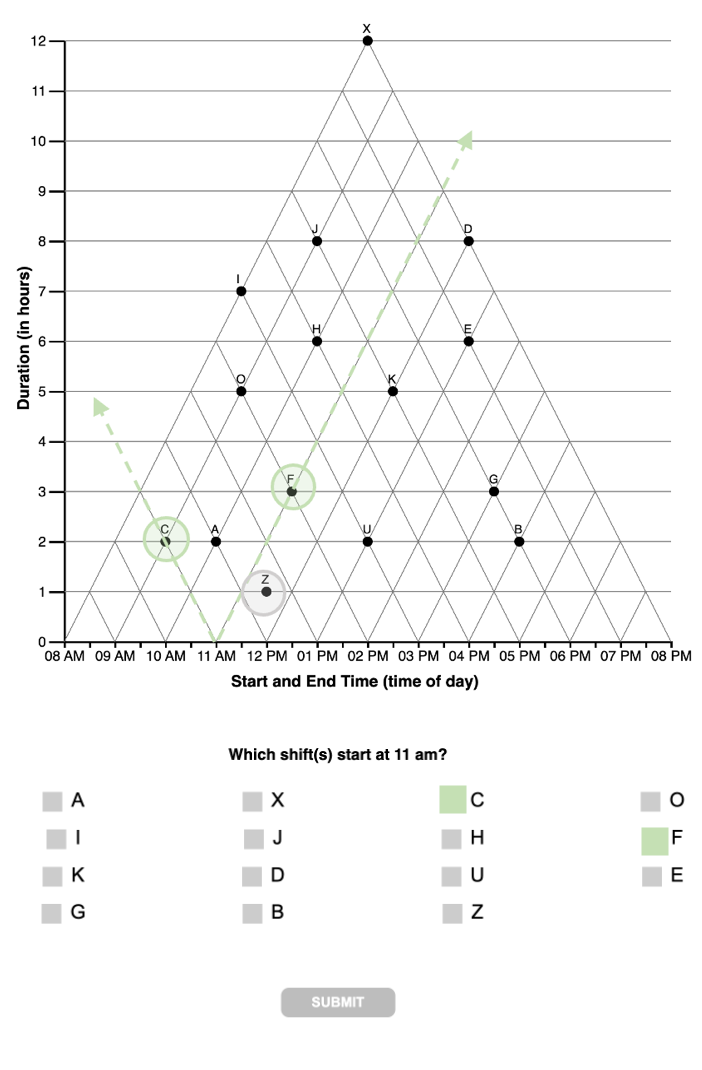 X
12
11
10
9
J
D
8
I
7
H
E
6
O
K
5
4
F
G
3
C
A
U
B
2
Z
1
0
Duration (in hours)
08 AM 09 AM 10 AM 11 AM 12 PM 01 PM 02 PM 03 PM 04 PM 05 PM 06 PM 07 PM 08 PM
Start and End Time (time of day)
Which shift(s) start at 11 am?
A X C O
I J H F
K D U E
G B Z
SUBMIT